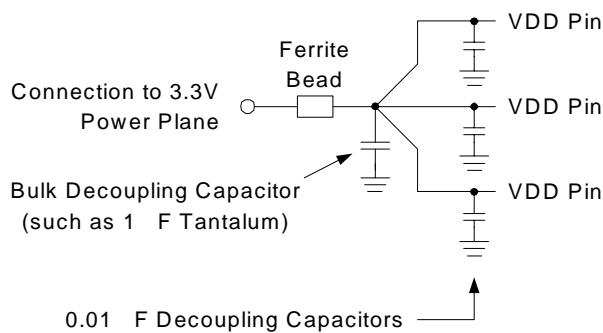 VDD Pin
Ferrite
Bead
Connection to 3.3V
Power Plane
VDD Pin
Bulk Decoupling Capacitor
(such as 1 F Tantalum)
VDD Pin
0.01 F Decoupling Capacitors